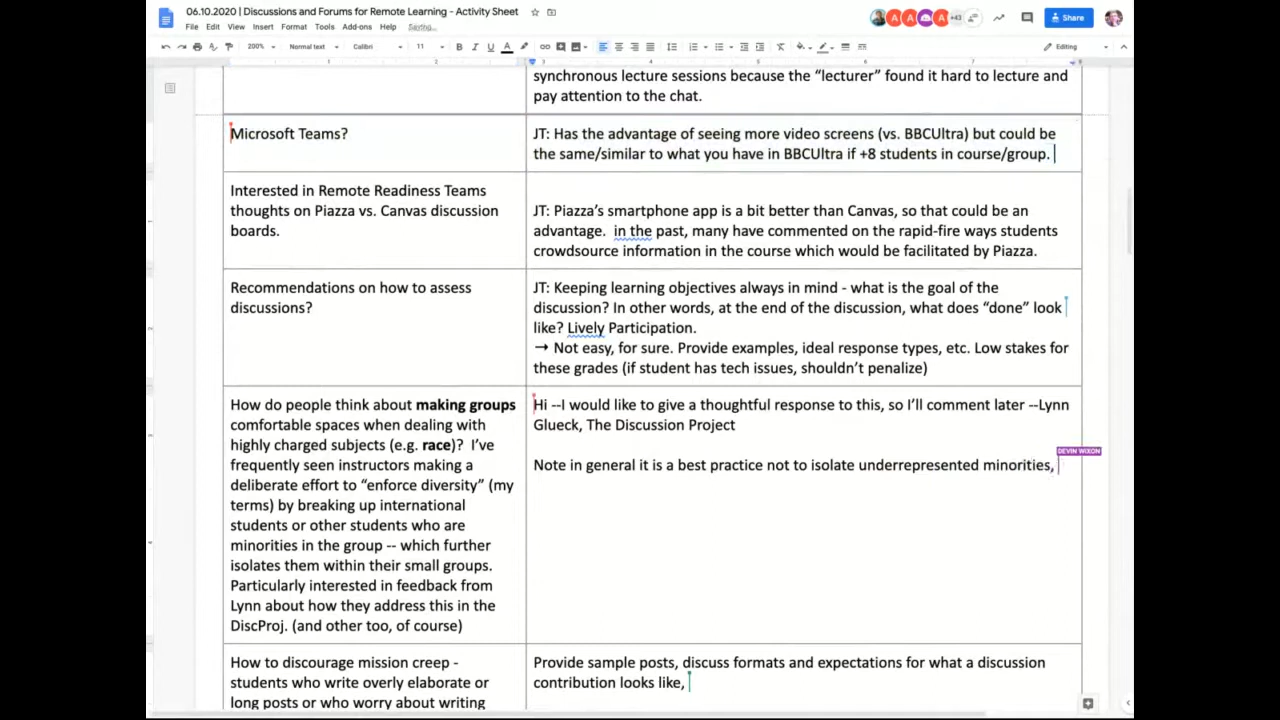 06.10.2020 | Discussions and Forums for Remote Learning - Activity Sheet
File Edit View Insert Format Tools Add-ons Help Saving...
A A A +43
Share
200% Normal text Calibri 11 B I U A Editing
1 2 3 4 5 6 7
synchronous lecture sessions because the “lecturer” found it hard to lecture and
pay attention to the chat.
Microsoft Teams?
JT: Has the advantage of seeing more video screens (vs. BBCUltra) but could be
the same/similar to what you have in BBCUltra if +8 students in course/group.
Interested in Remote Readiness Teams
thoughts on Piazza vs. Canvas discussion
boards.
JT: Piazza’s smartphone app is a bit better than Canvas, so that could be an
advantage. in the past, many have commented on the rapid-fire ways students
crowdsource information in the course which would be facilitated by Piazza.
Recommendations on how to assess
discussions?
JT: Keeping learning objectives always in mind - what is the goal of the
discussion? In other words, at the end of the discussion, what does “done” look
like? Lively Participation.
→ Not easy, for sure. Provide examples, ideal response types, etc. Low stakes for
these grades (if student has tech issues, shouldn’t penalize)
How do people think about making groups
comfortable spaces when dealing with
highly charged subjects (e.g. race)? I’ve
frequently seen instructors making a
deliberate effort to “enforce diversity” (my
terms) by breaking up international
students or other students who are
minorities in the group -- which further
isolates them within their small groups.
Particularly interested in feedback from
Lynn about how they address this in the
DiscProj. (and other too, of course)
Hi --I would like to give a thoughtful response to this, so I’ll comment later --Lynn
Glueck, The Discussion Project
DEVIN WIXON
Note in general it is a best practice not to isolate underrepresented minorities,
How to discourage mission creep -
students who write overly elaborate or
long posts or who worry about writing
Provide sample posts, discuss formats and expectations for what a discussion
contribution looks like,